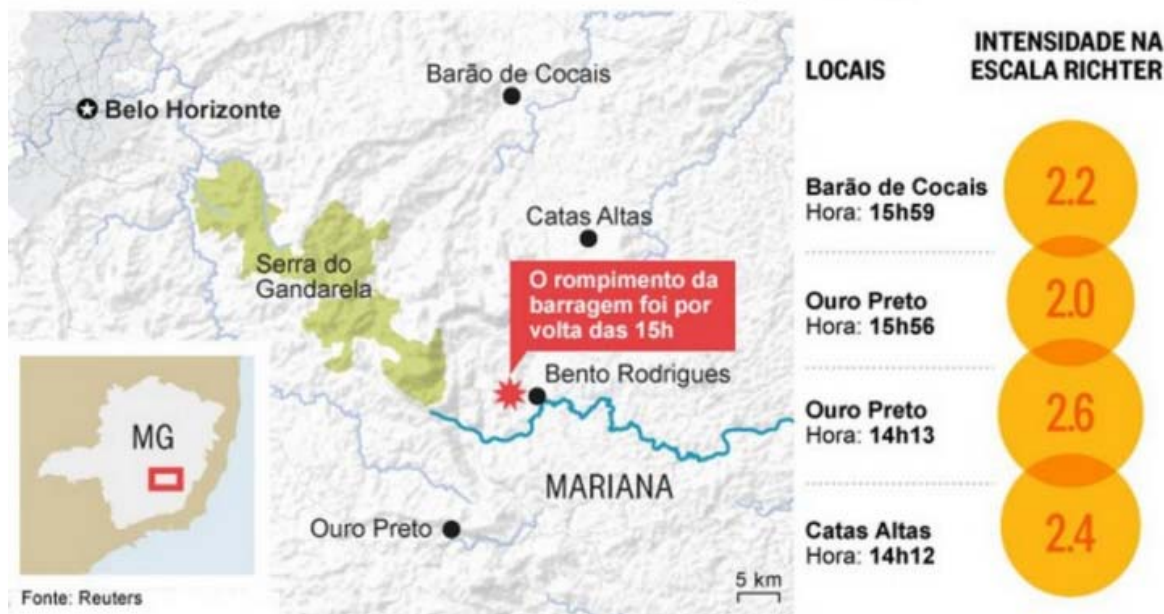 Barão de Cocais
Belo Horizonte
Catas Altas
Serra do
Gandarela
O rompimento da
barragem foi por
volta das 15h
Bento Rodrigues
MG
MARIANA
Ouro Preto
5 km
Fonte: Reuters
LOCAIS
INTENSIDADE NA
ESCALA RICHTER
Barão de Cocais
Hora: 15h59
2.2
Ouro Preto
Hora: 15h56
2.0
Ouro Preto
Hora: 14h13
2.6
Catas Altas
Hora: 14h12
2.4